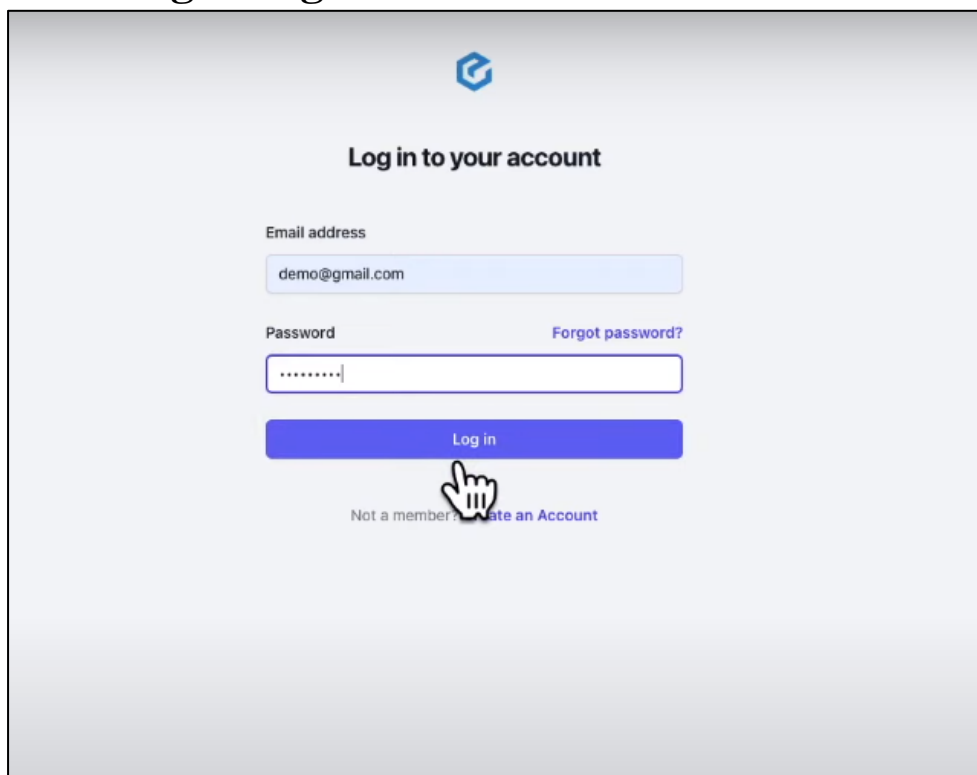 Log in to your account
Email address
demo@gmail.com
Password Forgot password?
•••••••••
Log in
Not a member? an Account